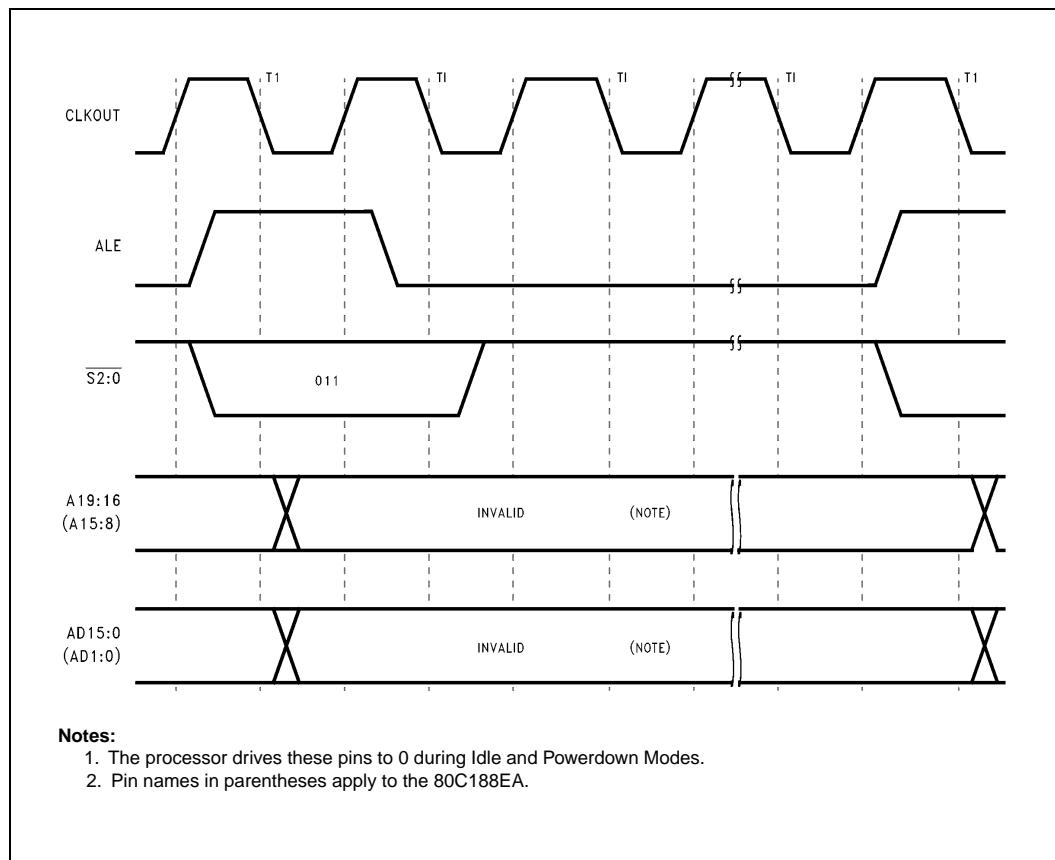 T1 TI TI TI T1
CLKOUT
ALE
S2:0
011
A19:16
(A15:8)
INVALID (NOTE)
AD15:0
(AD1:0)
INVALID (NOTE)
Notes:
1. The processor drives these pins to 0 during Idle and Powerdown Modes.
2. Pin names in parentheses apply to the 80C188EA.